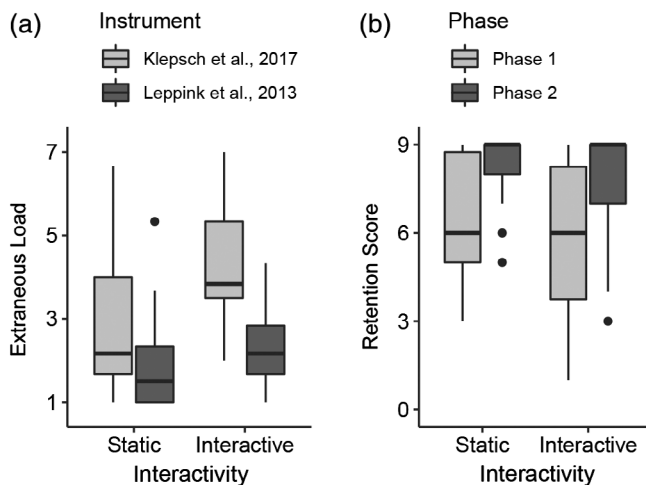 (a)
Instrument
Klepsch et al., 2017
Leppink et al., 2013
Extraneous Load
7
5
3
1
Static
Interactive
Interactivity
(b)
Phase
Phase 1
Phase 2
Retention Score
9
6
3
0
Static
Interactive
Interactivity